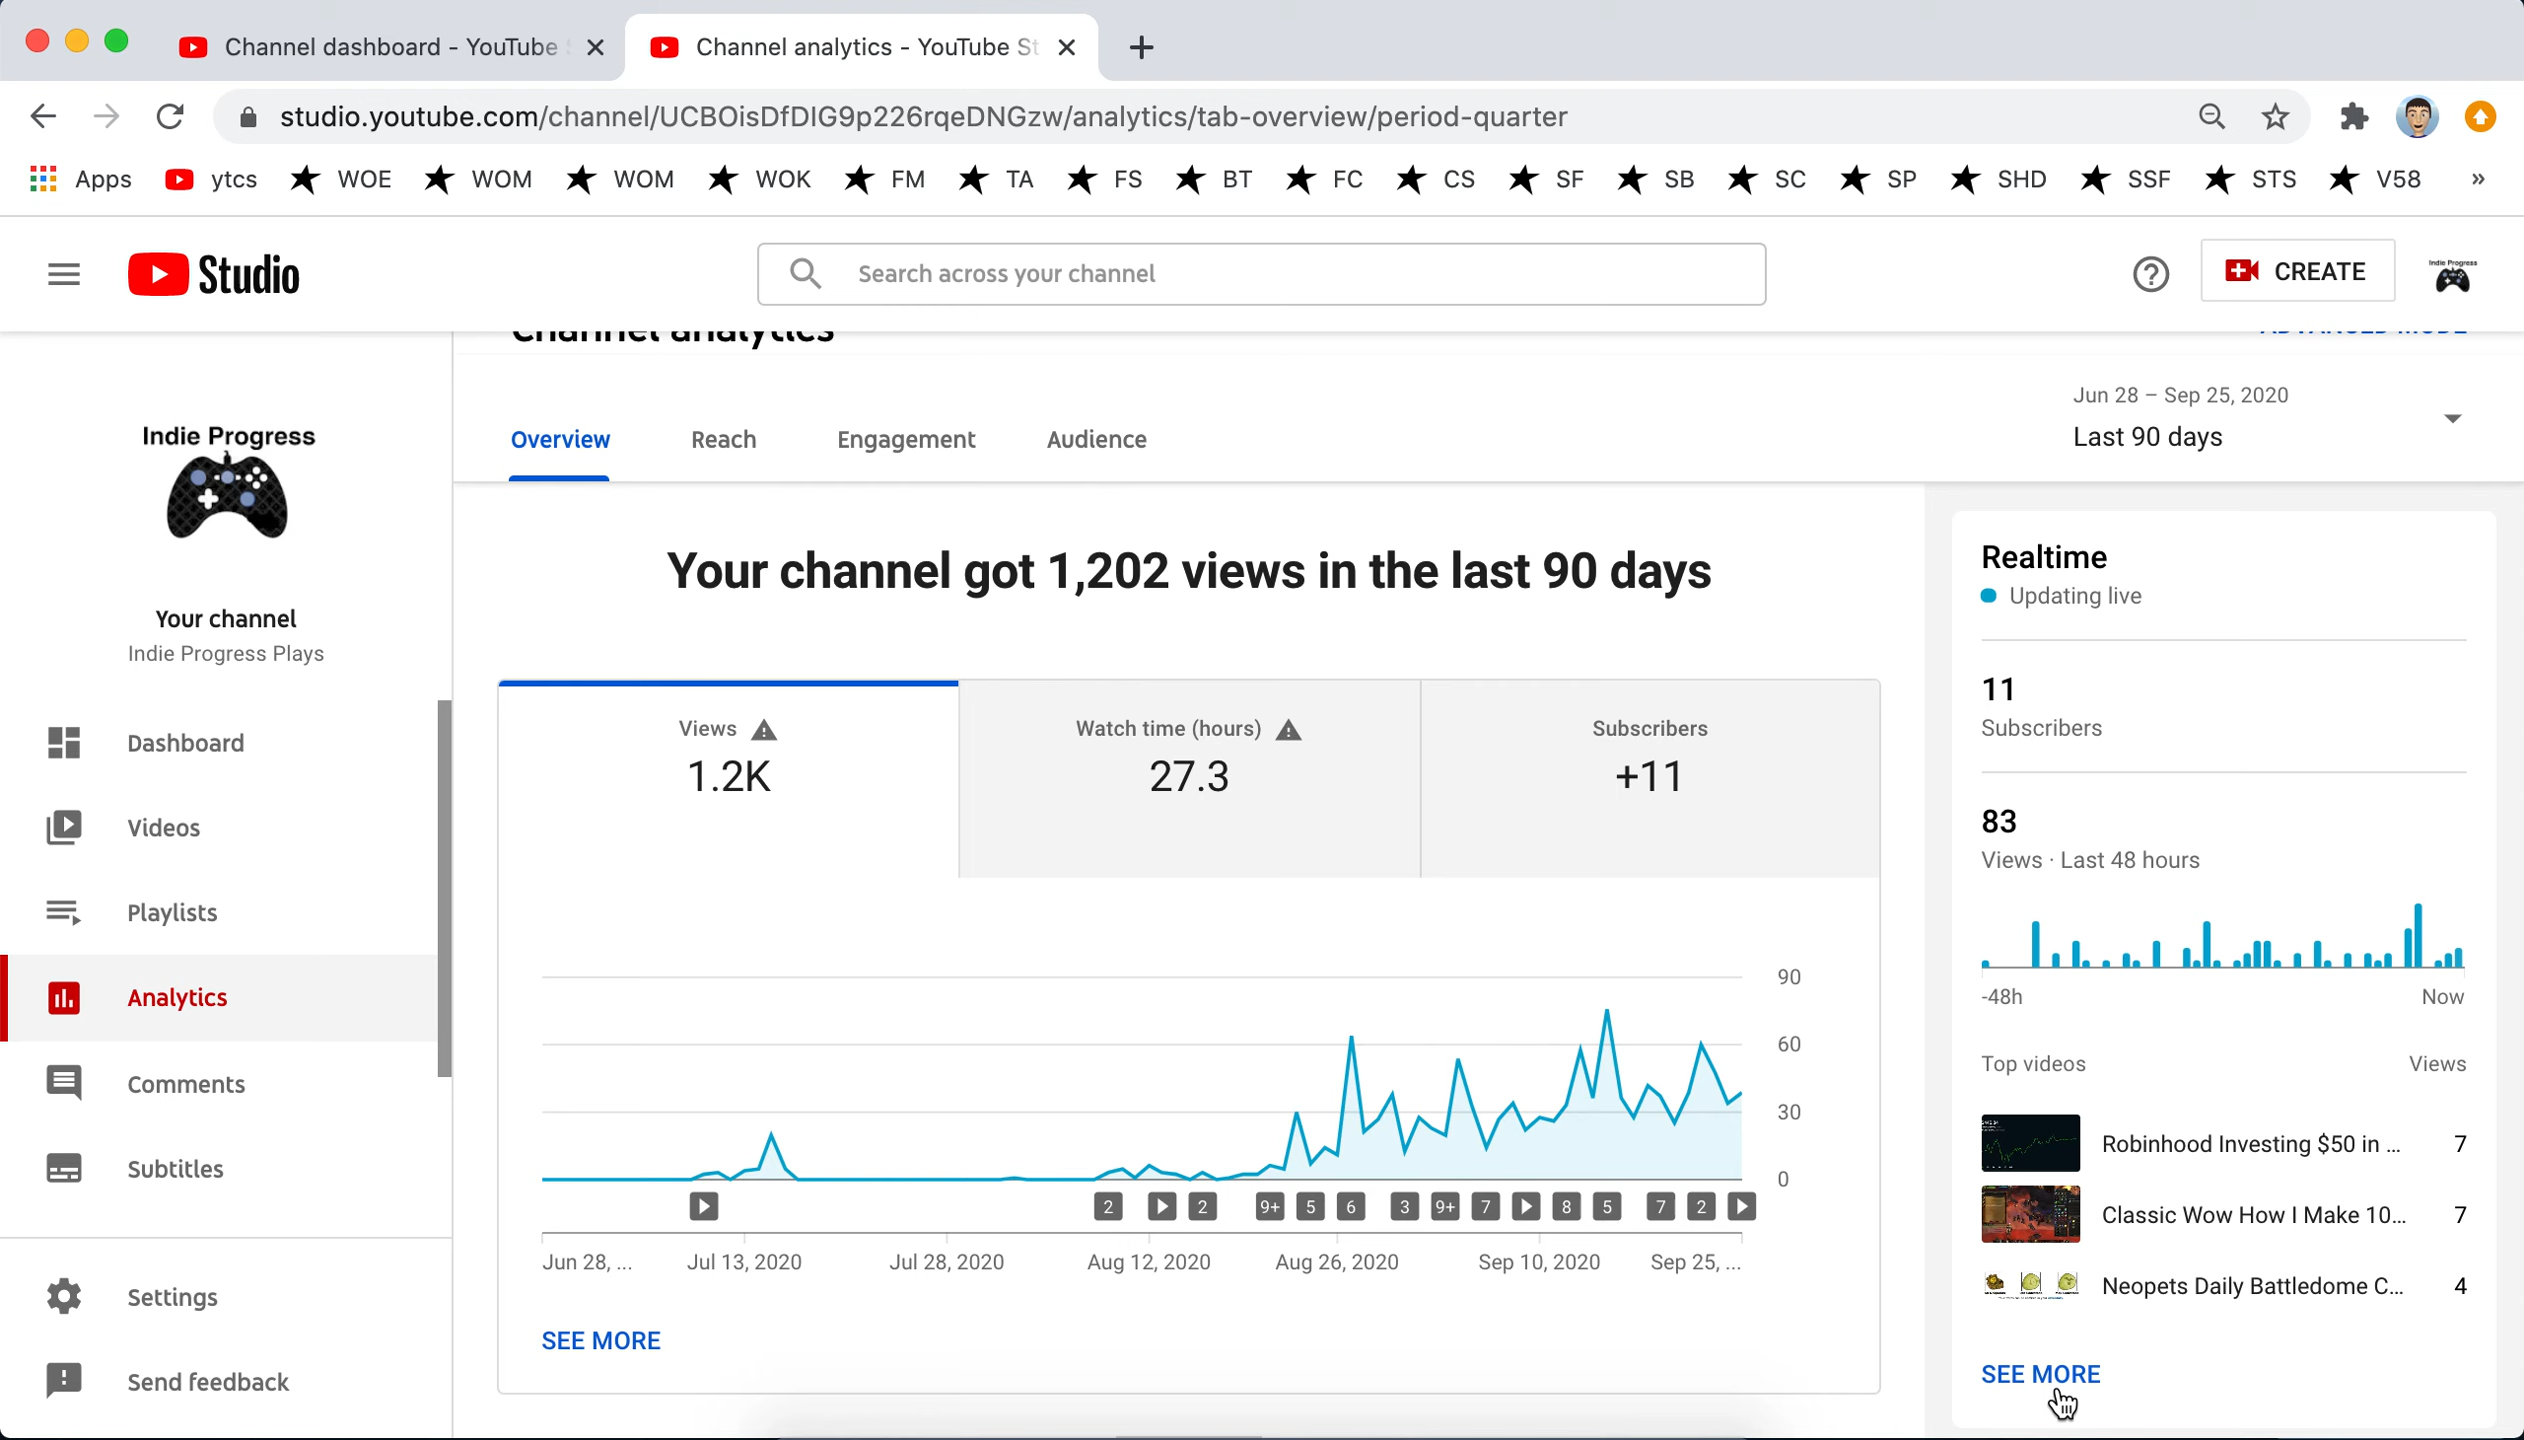 Channel dashboard - YouTube S
Channel analytics - YouTube St
studio.youtube.com/channel/UCBOisDfDIG9p226rqeDNGzw/analytics/tab-overview/period-quarter
Apps ytcs WOE WOM WOM WOK FM TA FS BT FC CS SF SB SC SP SHD SSF STS V58 »
Studio
Search across your channel
CREATE
Indie Progress
Channel analytics
ADVANCED MODE
Indie Progress
Your channel
Indie Progress Plays
Dashboard
Videos
Playlists
Analytics
Comments
Subtitles
Settings
Send feedback
Overview Reach Engagement Audience
Jun 28 – Sep 25, 2020
Last 90 days
Your channel got 1,202 views in the last 90 days
Views
1.2K
Watch time (hours)
27.3
Subscribers
+11
90
60
30
0
2 2 9+ 5 6 3 9+ 7 8 5 7 2
Jun 28, ... Jul 13, 2020 Jul 28, 2020 Aug 12, 2020 Aug 26, 2020 Sep 10, 2020 Sep 25, ...
SEE MORE
Realtime
Updating live
11
Subscribers
83
Views · Last 48 hours
-48h Now
Top videos Views
Robinhood Investing $50 in ... 7
Classic Wow How I Make 10... 7
Neopets Daily Battledome C... 4
SEE MORE